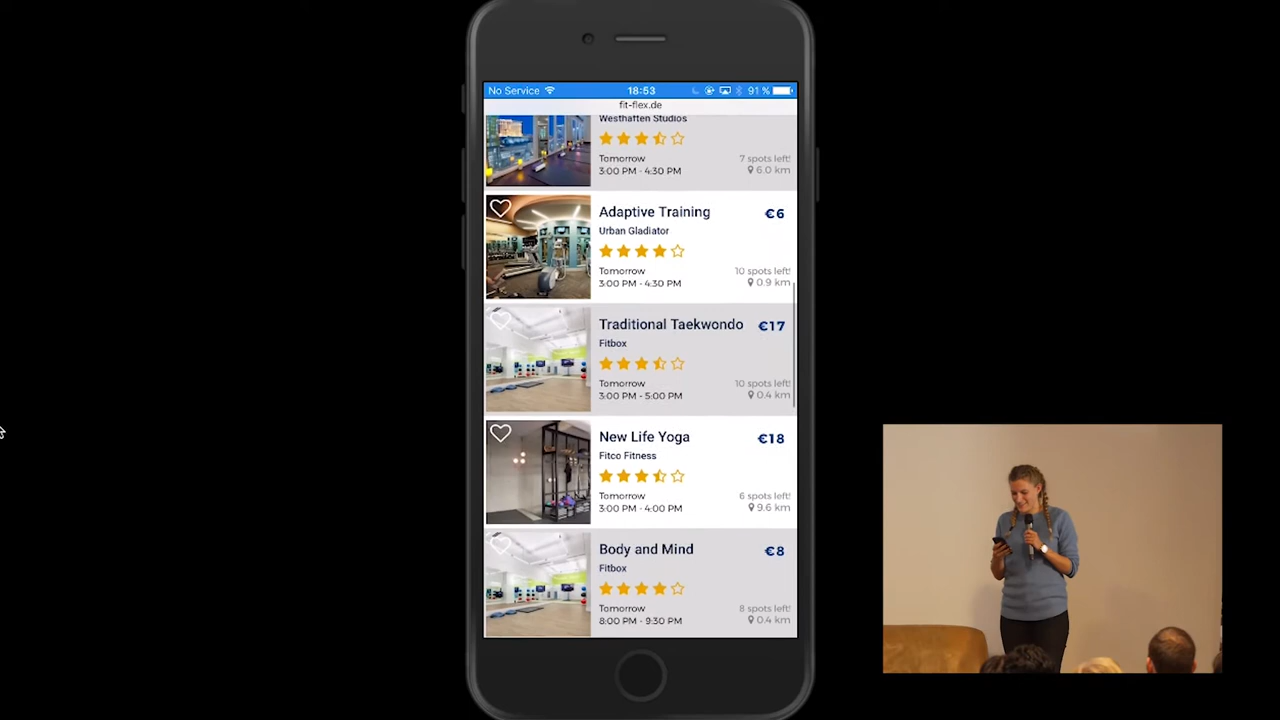 No Service
18:53
91 %
fit-flex.de
Westhafen Studios
Tomorrow
7 spots left!
3:00 PM - 4:30 PM
6.0 km
Adaptive Training
€6
Urban Gladiator
Tomorrow
10 spots left!
3:00 PM - 4:30 PM
0.9 km
Traditional Taekwondo
€17
Fitbox
Tomorrow
10 spots left!
3:00 PM - 5:00 PM
0.4 km
New Life Yoga
€18
Fitco Fitness
Tomorrow
6 spots left!
3:00 PM - 4:00 PM
9.6 km
Body and Mind
€8
Fitbox
Tomorrow
8 spots left!
8:00 PM - 9:30 PM
0.4 km